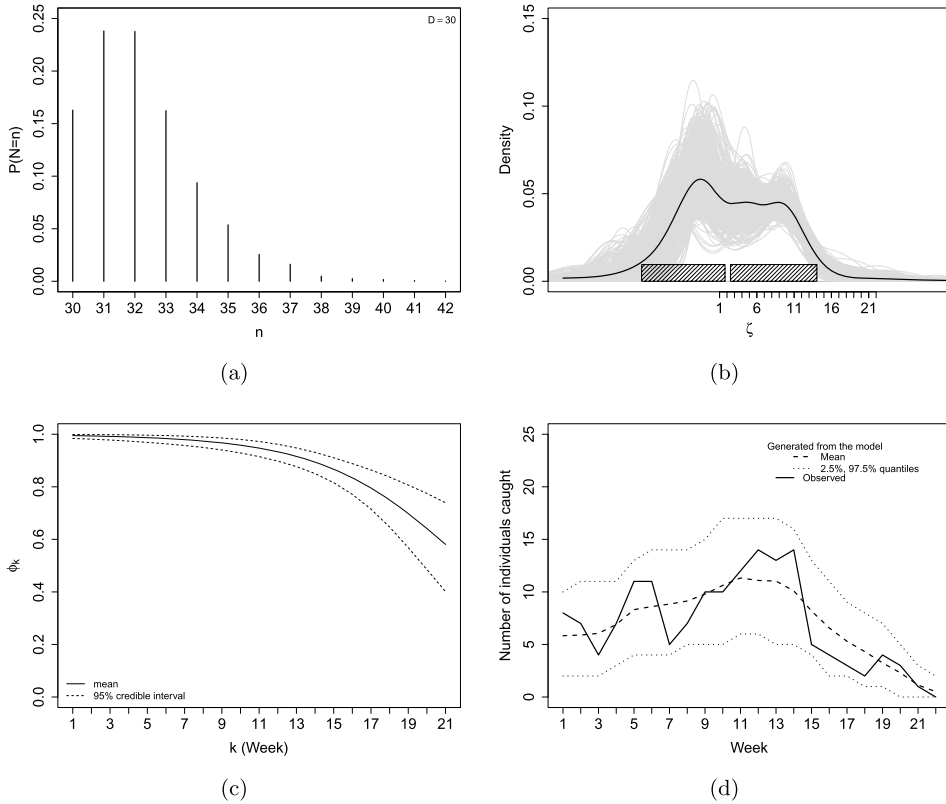 D = 30
P(N=n)
0.00 0.05 0.10 0.15 0.20 0.25
30 31 32 33 34 35 36 37 38 39 40 41 42
n
(a)
Density
0.00 0.05 0.10 0.15
1 6 11 16 21
ζ
(b)
ϕk
0.0 0.2 0.4 0.6 0.8 1.0
mean
95% credible interval
1 3 5 7 9 11 13 15 17 19 21
k (Week)
(c)
Number of individuals caught
0 5 10 15 20 25
Generated from the model
Mean
2.5%, 97.5% quantiles
Observed
1 3 5 7 9 11 13 15 17 19 21
Week
(d)